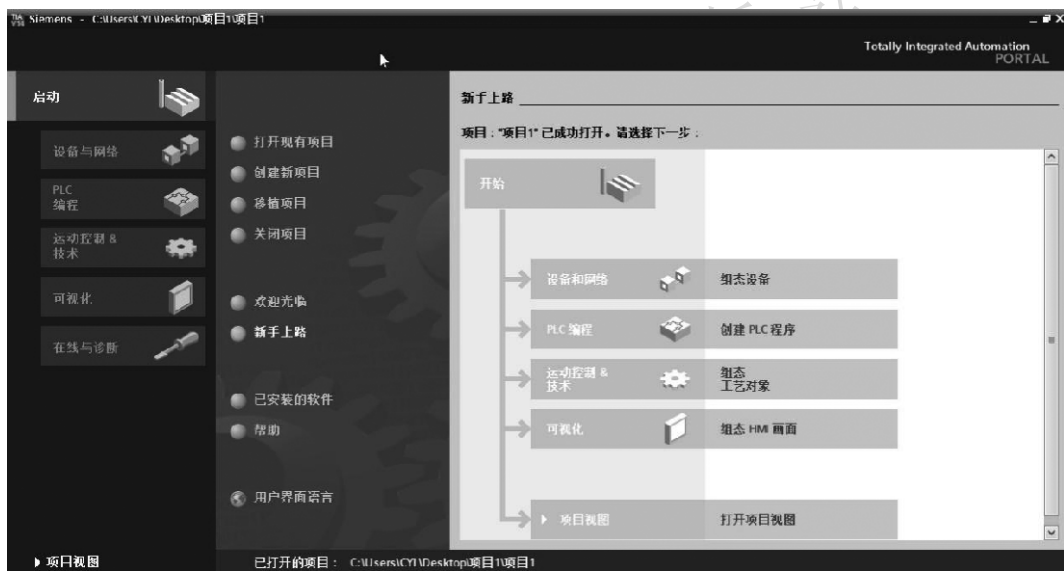 Siemens - C:\Users\CYL\Desktop\项目1\项目1
Totally Integrated Automation
PORTAL
启动
设备与网络
PLC
编程
运动控制 &
技术
可视化
在线与诊断
打开现有项目
创建新项目
移植项目
关闭项目
欢迎光临
新手上路
已安装的软件
帮助
用户界面语言
新手上路
项目："项目1" 已成功打开。请选择下一步：
开始
设备和网络
组态设备
PLC 编程
创建 PLC 程序
运动控制 &
技术
组态
工艺对象
可视化
组态 HMI 画面
项目视图
打开项目视图
项目视图
已打开的项目： C:\Users\CYL\Desktop\项目1\项目1